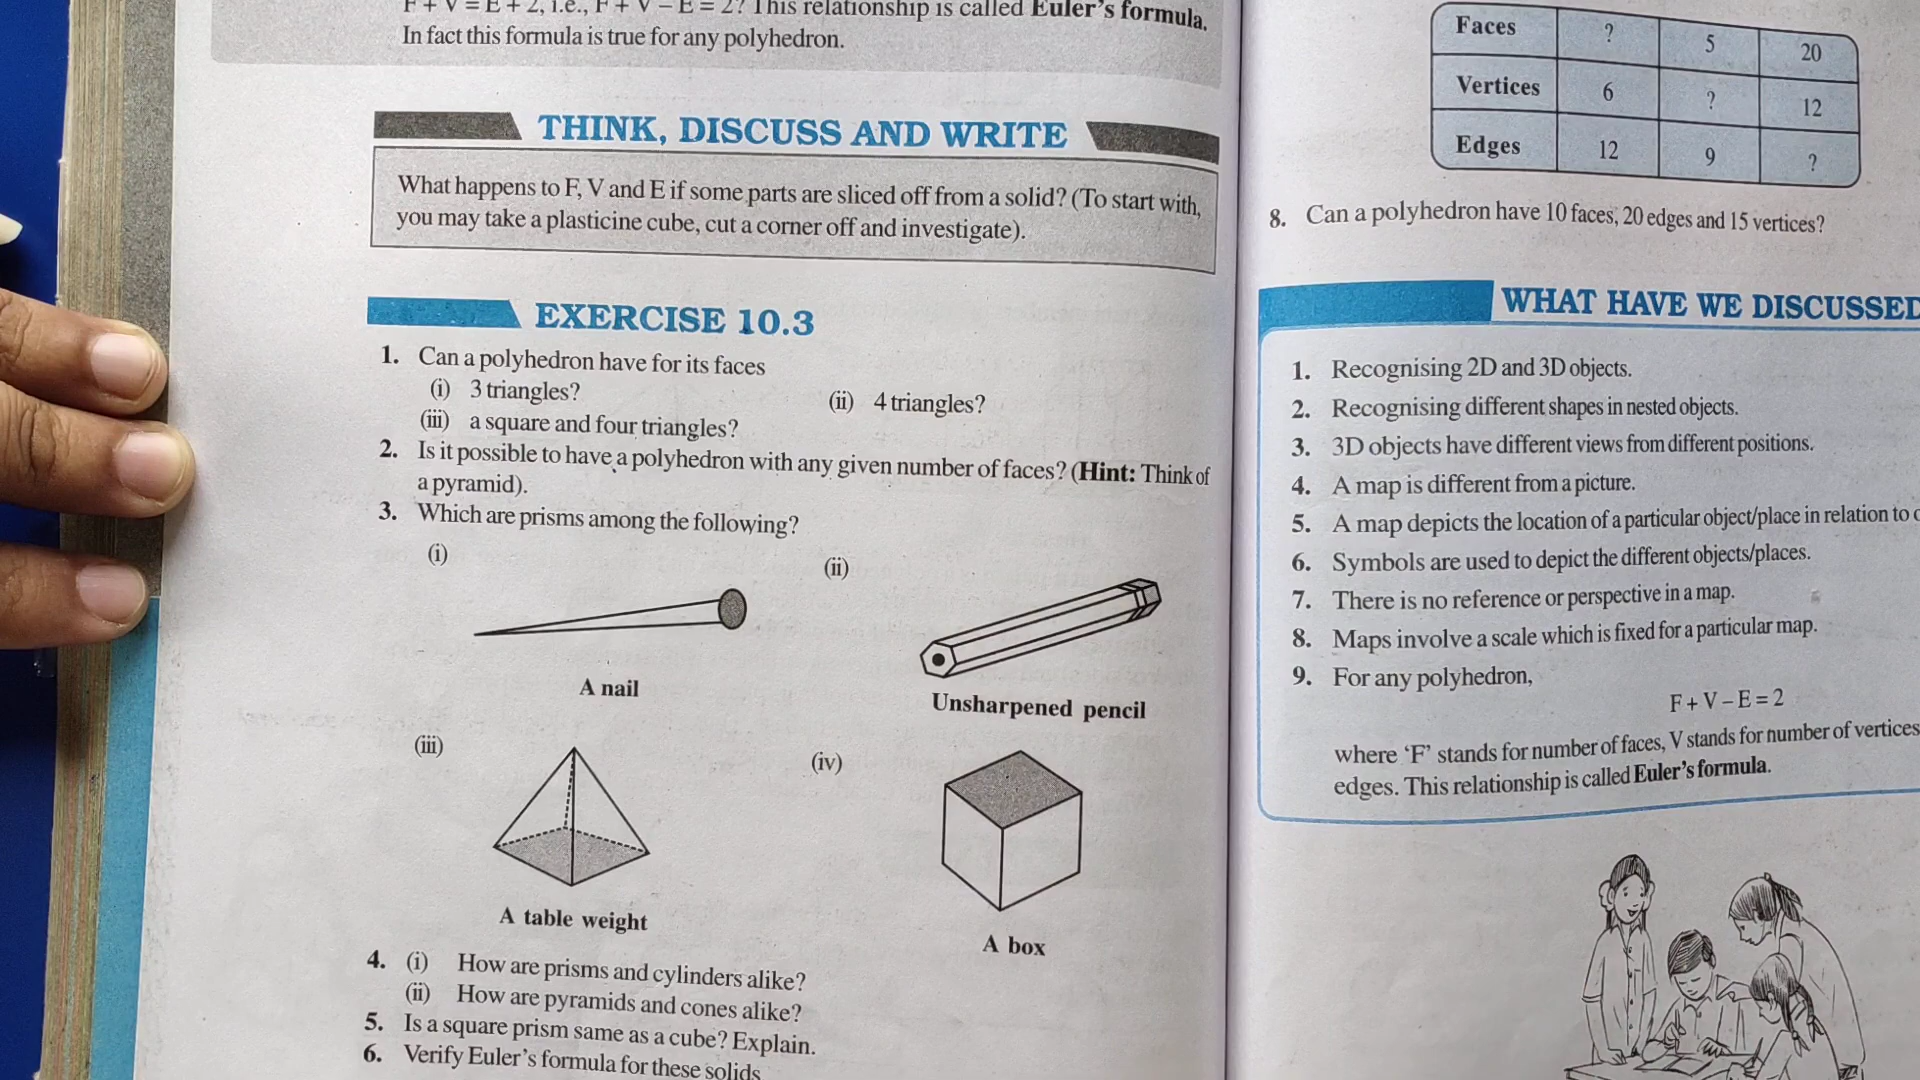 F + V = E + 2, i.e., F + V – E = 2? This relationship is called Euler's formula.
In fact this formula is true for any polyhedron.
THINK, DISCUSS AND WRITE
What happens to F, V and E if some parts are sliced off from a solid? (To start with,
you may take a plasticine cube, cut a corner off and investigate).
EXERCISE 10.3
1. Can a polyhedron have for its faces
(i) 3 triangles? (ii) 4 triangles?
(iii) a square and four triangles?
2. Is it possible to have a polyhedron with any given number of faces? (Hint: Think of
a pyramid).
3. Which are prisms among the following?
(i) (ii)
A nail Unsharpened pencil
(iii) (iv)
A table weight A box
4. (i) How are prisms and cylinders alike?
(ii) How are pyramids and cones alike?
5. Is a square prism same as a cube? Explain.
6. Verify Euler's formula for these solids
Faces ? 5 20
Vertices 6 ? 12
Edges 12 9 ?
8. Can a polyhedron have 10 faces, 20 edges and 15 vertices?
WHAT HAVE WE DISCUSSED
1. Recognising 2D and 3D objects.
2. Recognising different shapes in nested objects.
3. 3D objects have different views from different positions.
4. A map is different from a picture.
5. A map depicts the location of a particular object/place in relation to
6. Symbols are used to depict the different objects/places.
7. There is no reference or perspective in a map.
8. Maps involve a scale which is fixed for a particular map.
9. For any polyhedron,
F + V – E = 2
where ‘F’ stands for number of faces, V stands for number of vertices
edges. This relationship is called Euler's formula.